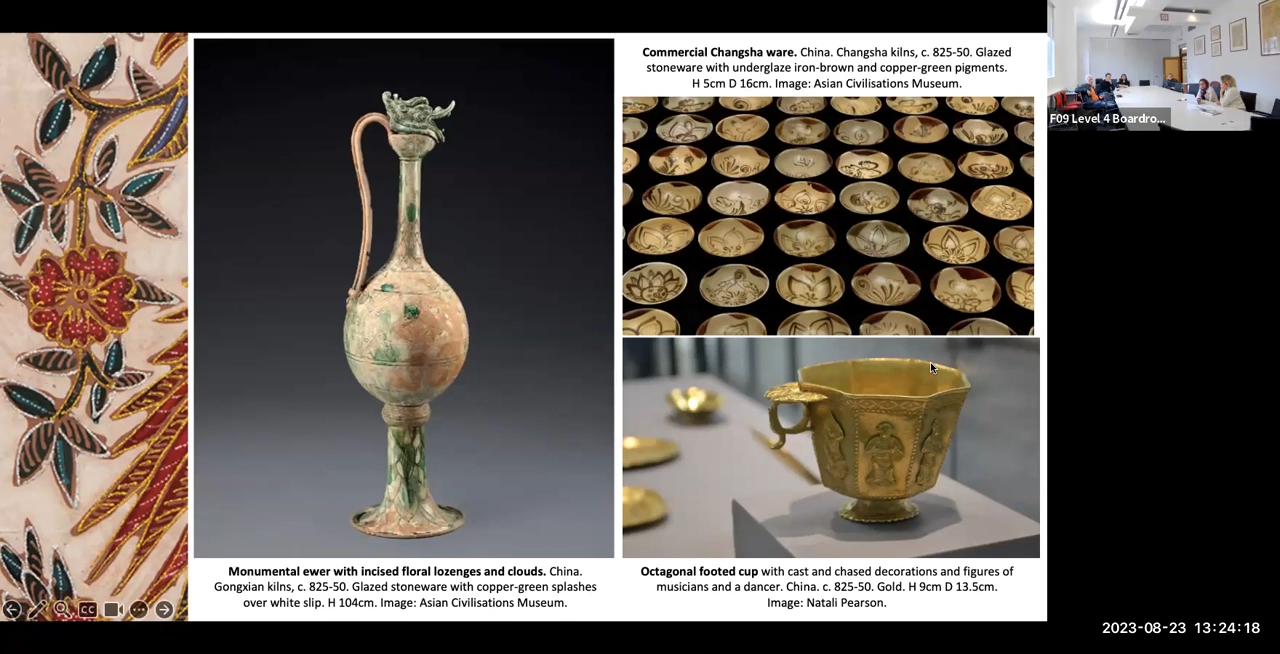 Commercial Changsha ware. China. Changsha kilns, c. 825-50. Glazed
stoneware with underglaze iron-brown and copper-green pigments.
H 5cm D 16cm. Image: Asian Civilisations Museum.
F09 Level 4 Boardro...
Monumental ewer with incised floral lozenges and clouds. China.
Gongxian kilns, c. 825-50. Glazed stoneware with copper-green splashes
over white slip. H 104cm. Image: Asian Civilisations Museum.
Octagonal footed cup with cast and chased decorations and figures of
musicians and a dancer. China. c. 825-50. Gold. H 9cm D 13.5cm.
Image: Natali Pearson.
CC
2023-08-23 13:24:18